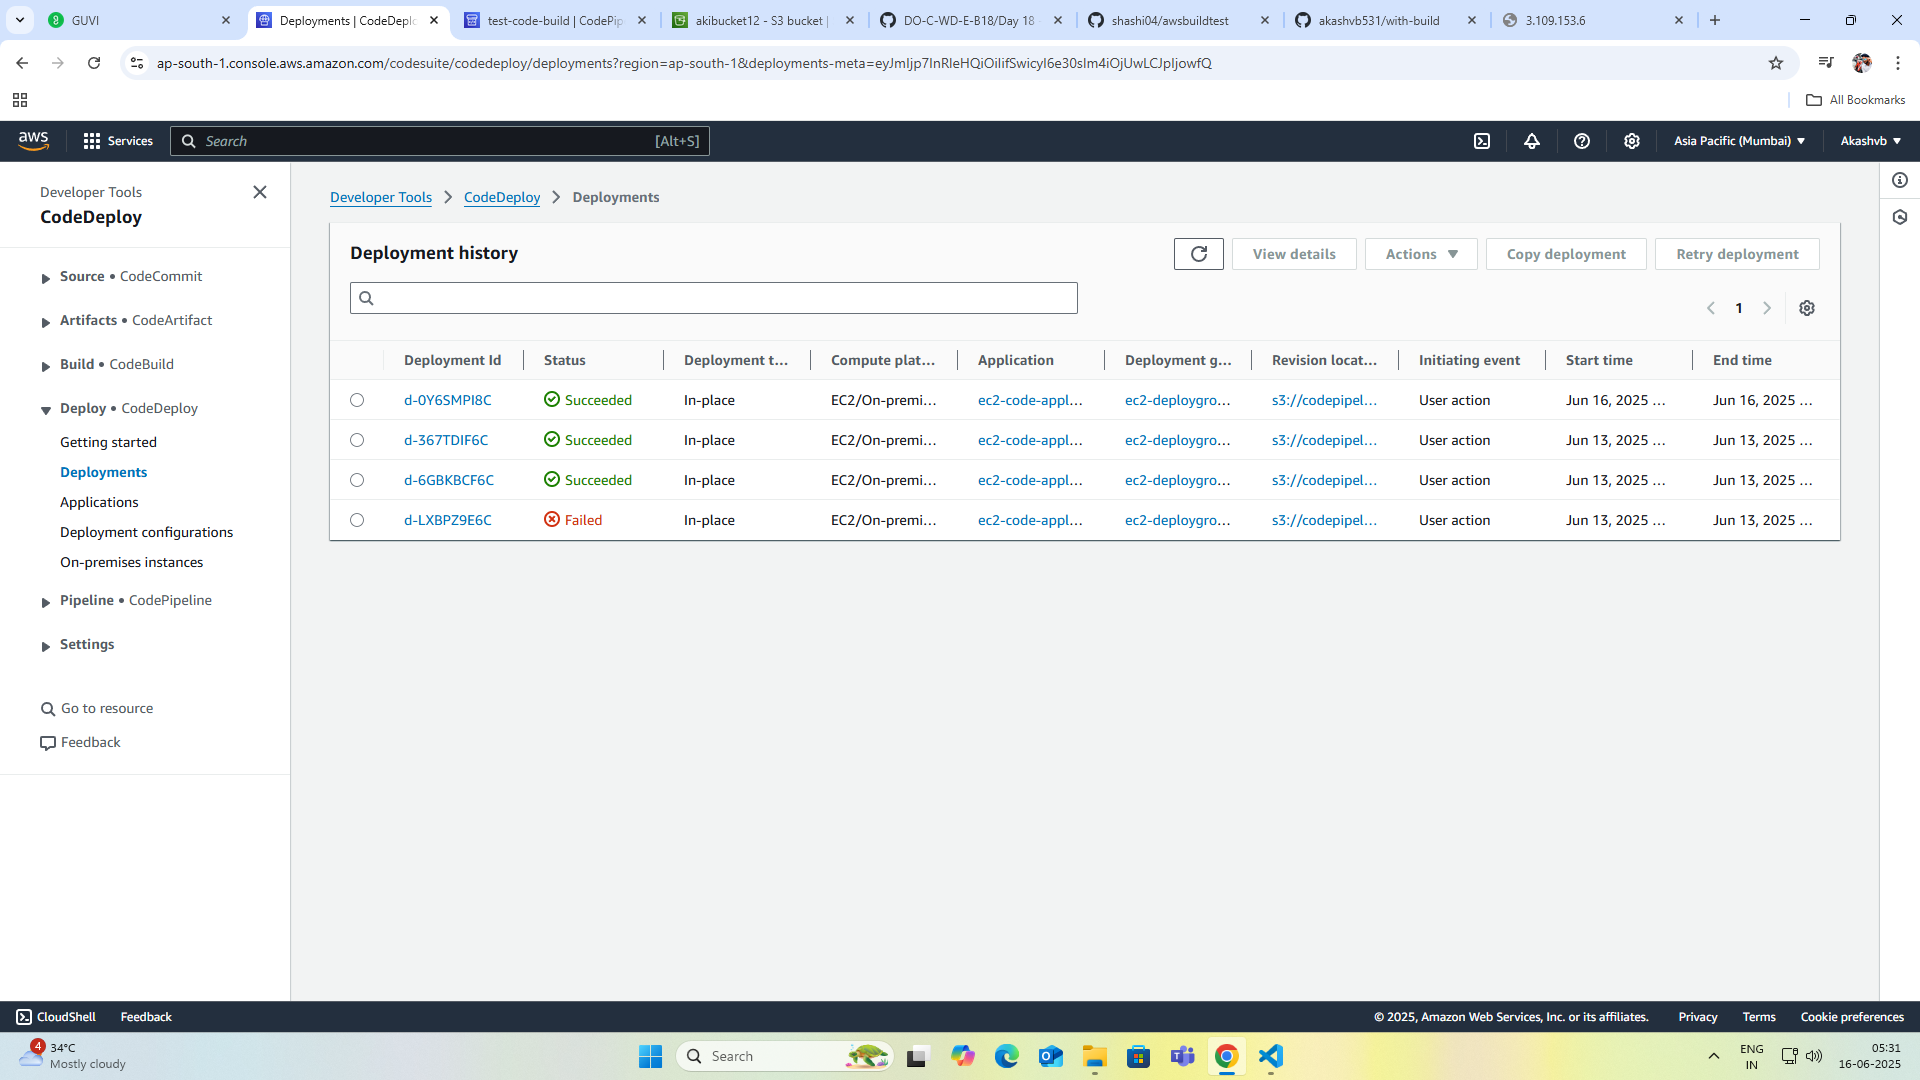 GUVI
Deployments | CodeDeplo
test-code-build | CodePip
akibucket12 - S3 bucket |
DO-C-WD-E-B18/Day 18
shashi04/awsbuildtest
akashvb531/with-build
3.109.153.6
ap-south-1.console.aws.amazon.com/codesuite/codedeploy/deployments?region=ap-south-1&deployments-meta=eyJmIjp7InRleHQiOiIifSwicyI6e30sIm4iOjUwLCJpIjowfQ
All Bookmarks
aws
Services
Search
[Alt+S]
Asia Pacific (Mumbai)
Akashvb
Developer Tools
CodeDeploy
Source • CodeCommit
Artifacts • CodeArtifact
Build • CodeBuild
Deploy • CodeDeploy
Getting started
Deployments
Applications
Deployment configurations
On-premises instances
Pipeline • CodePipeline
Settings
Go to resource
Feedback
Developer Tools > CodeDeploy > Deployments
Deployment history
View details
Actions
Copy deployment
Retry deployment
1
Deployment Id Status Deployment t... Compute plat... Application Deployment g... Revision locat... Initiating event Start time End time
d-0Y6SMPI8C Succeeded In-place EC2/On-premi... ec2-code-appl... ec2-deploygro... s3://codepipel... User action Jun 16, 2025 ... Jun 16, 2025 ...
d-367TDIF6C Succeeded In-place EC2/On-premi... ec2-code-appl... ec2-deploygro... s3://codepipel... User action Jun 13, 2025 ... Jun 13, 2025 ...
d-6GBKBCF6C Succeeded In-place EC2/On-premi... ec2-code-appl... ec2-deploygro... s3://codepipel... User action Jun 13, 2025 ... Jun 13, 2025 ...
d-LXBPZ9E6C Failed In-place EC2/On-premi... ec2-code-appl... ec2-deploygro... s3://codepipel... User action Jun 13, 2025 ... Jun 13, 2025 ...
CloudShell
Feedback
© 2025, Amazon Web Services, Inc. or its affiliates.
Privacy
Terms
Cookie preferences
4
34°C
Mostly cloudy
Search
ENG
IN
05:31
16-06-2025